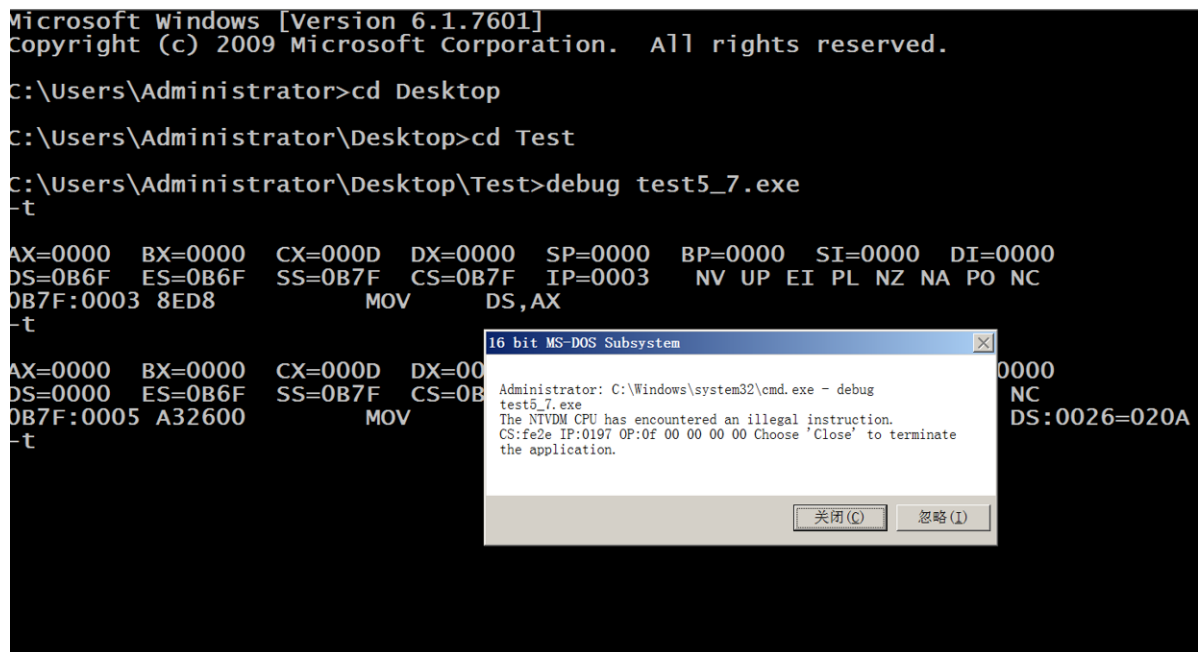 Microsoft Windows [Version 6.1.7601]
Copyright (c) 2009 Microsoft Corporation.  All rights reserved.
C:\Users\Administrator>cd Desktop
C:\Users\Administrator\Desktop>cd Test
C:\Users\Administrator\Desktop\Test>debug test5_7.exe
-t
AX=0000  BX=0000  CX=000D  DX=0000  SP=0000  BP=0000  SI=0000  DI=0000
DS=0B6F  ES=0B6F  SS=0B7F  CS=0B7F  IP=0003   NV UP EI PL NZ NA PO NC
0B7F:0003 8ED8          MOV     DS,AX
-t
AX=0000  BX=0000  CX=000D  DX=00 0000
DS=0000  ES=0B6F  SS=0B7F  CS=0B NC
0B7F:0005 A32600        MOV DS:0026=020A
-t
16 bit MS-DOS Subsystem
Administrator: C:\Windows\system32\cmd.exe - debug
test5_7.exe
The NTVDM CPU has encountered an illegal instruction.
CS:fe2e IP:0197 OP:0f 00 00 00 00 Choose 'Close' to terminate
the application.
关闭(C) 忽略(I)